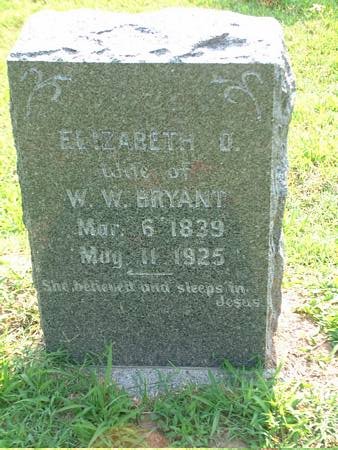 ELIZABETH D.
Wife of
W. W. BRYANT
Mar. 6 1839
May. 11 1925
She believed and sleeps in
Jesus